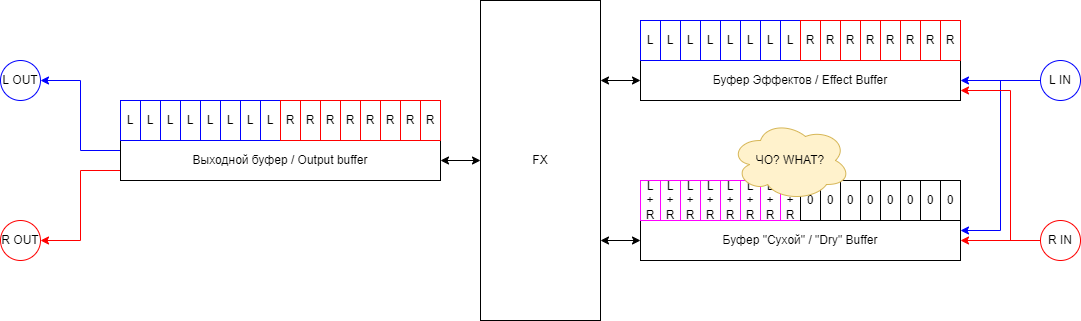 L L L L L L L L R R R R R R R R
Буфер Эффектов / Effect Buffer
L IN
L OUT
L L L L L L L L R R R R R R R R
Выходной буфер / Output buffer
FX
ЧО? WHAT?
L + R L + R L + R L + R L + R L + R L + R L + R 0 0 0 0 0 0 0 0
Буфер "Сухой" / "Dry" Buffer
R OUT
R IN